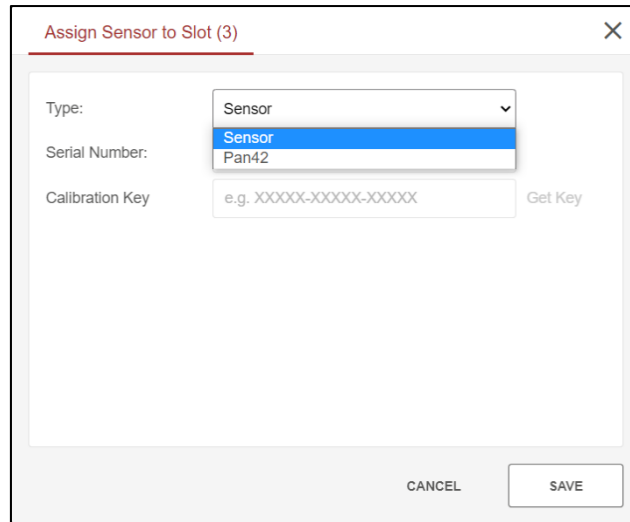 Assign Sensor to Slot (3)
Type:
Sensor
Sensor
Serial Number:
Pan42
Calibration Key
e.g. XXXXX-XXXXX-XXXXX
Get Key
CANCEL
SAVE